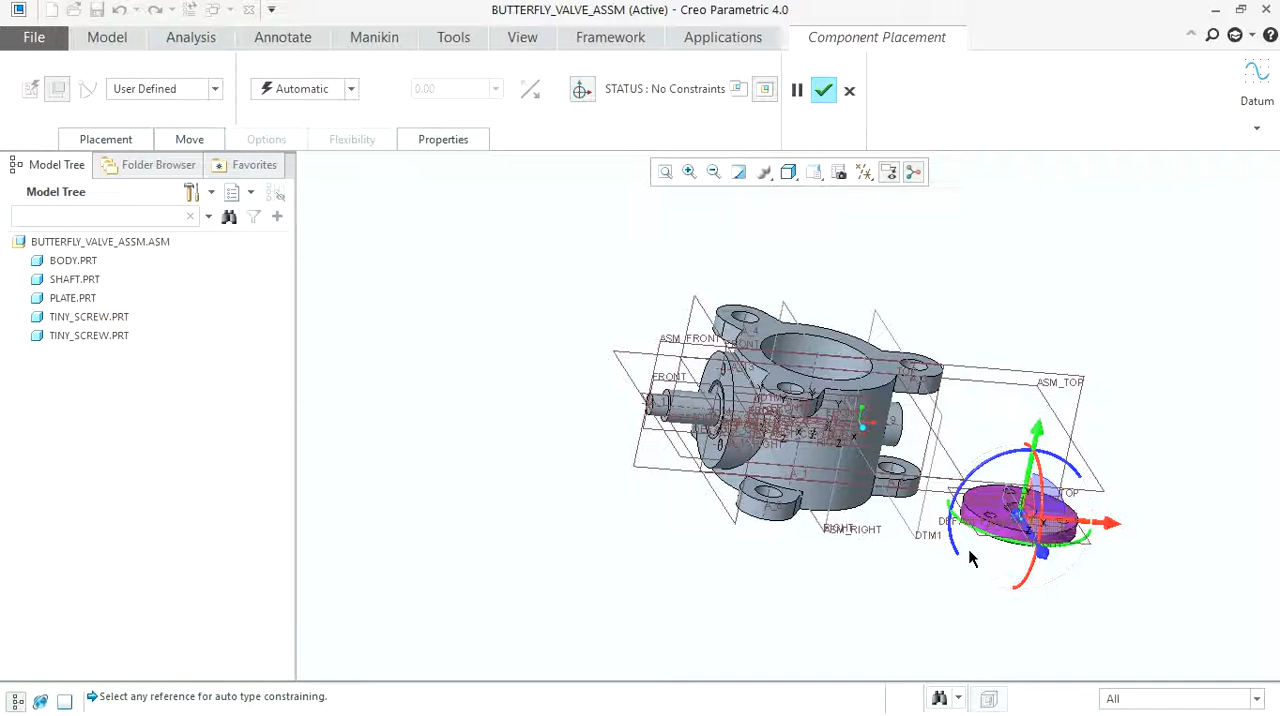 BUTTERFLY_VALVE_ASSM (Active) - Creo Parametric 4.0
File Model Analysis Annotate Manikin Tools View Framework Applications Component Placement
User Defined Automatic 0.00 STATUS : No Constraints
Datum
Placement Move Options Flexibility Properties
Model Tree Folder Browser Favorites
Model Tree
BUTTERFLY_VALVE_ASSM.ASM
BODY.PRT
SHAFT.PRT
PLATE.PRT
TINY_SCREW.PRT
TINY_SCREW.PRT
A_4
ASM_FRONT
FRONT
FRONT
ASM_TOP
A_1
TOP
ASM_RIGHT
DTM1
Select any reference for auto type constraining.
All